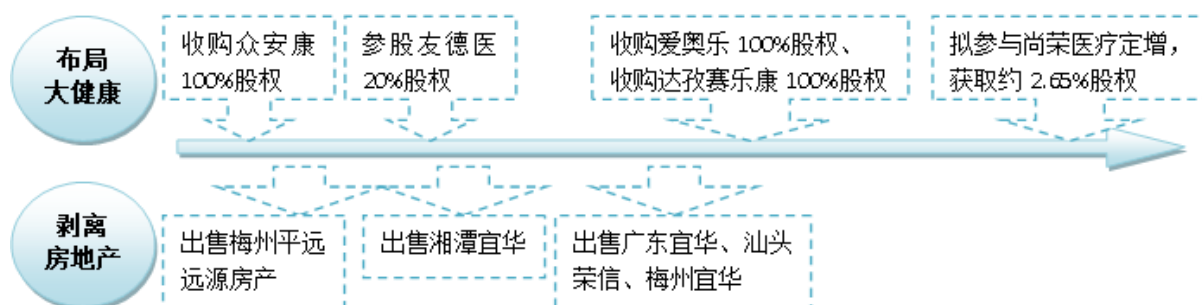 布局
大健康
收购众安康
100%股权
参股友德医
20%股权
收购爱奥乐 100%股权、
收购达孜赛乐康 100%股权
拟参与尚荣医疗定增，
获取约 2.65%股权
剥离
房地产
出售梅州平远
远源房产
出售湘潭宜华
出售广东宜华、汕头
荣信、梅州宜华